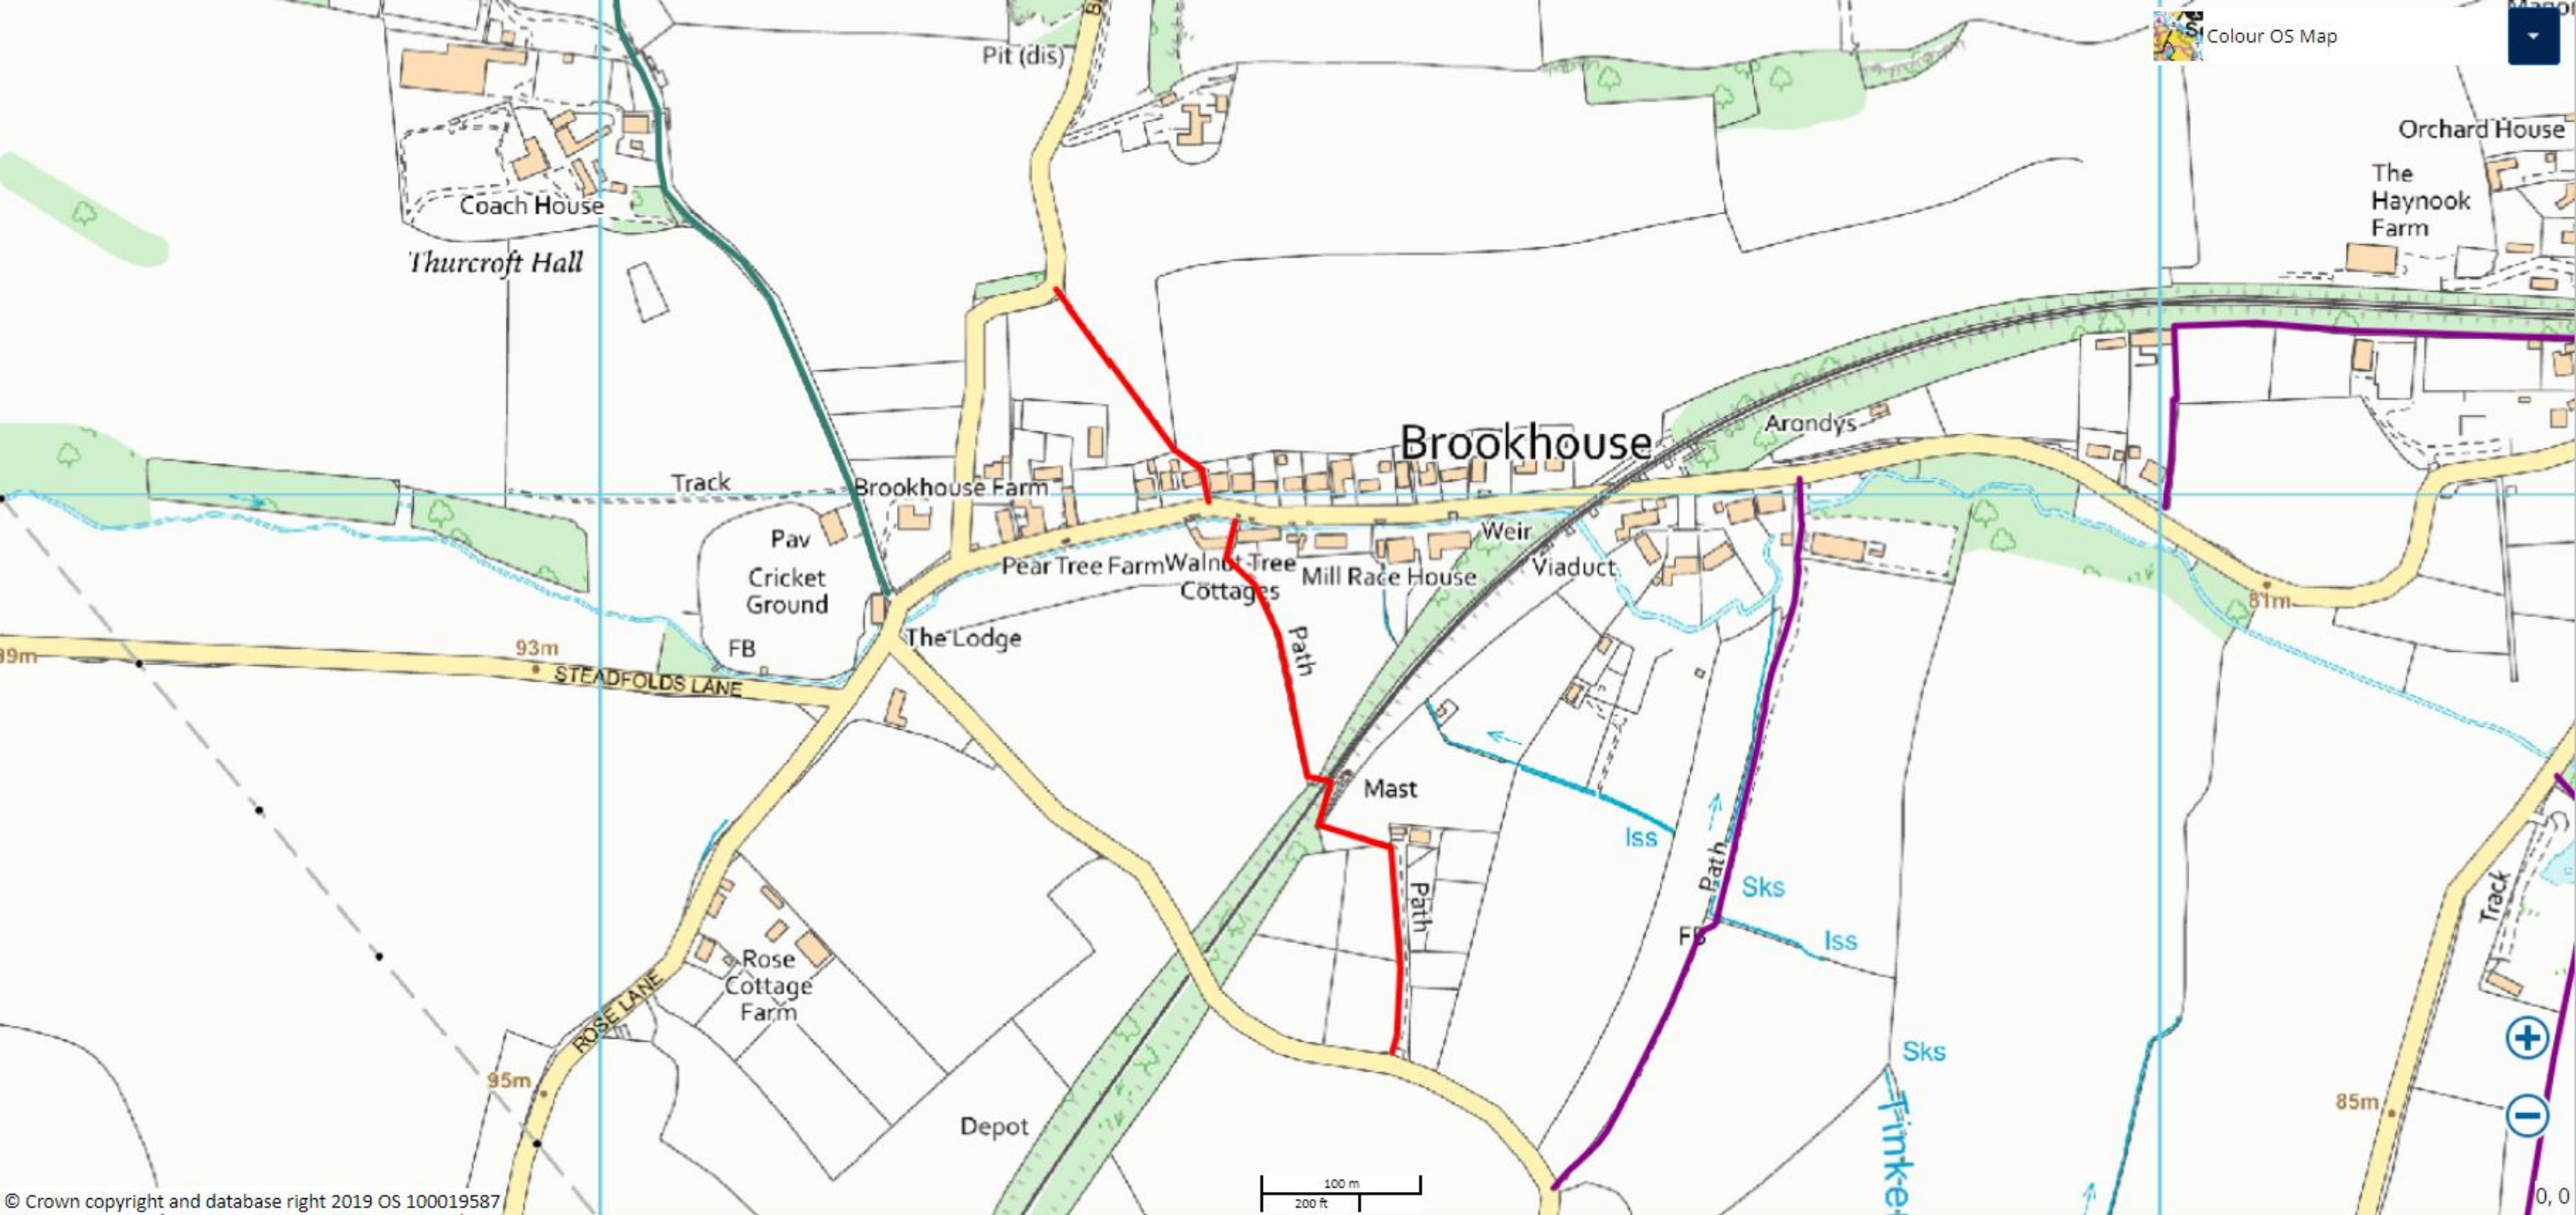 Colour OS Map
Pit (dis)
Orchard House
The
Haynook
Farm
Coach House
Thurcroft Hall
Arondys
Brookhouse
Track
Brookhouse Farm
Pav
Weir
Pear Tree Farm
Walnut Tree
Cottages
Mill Race House
Viaduct
Cricket
Ground
81m
The Lodge
FB
93m
STEADFOLDS LANE
Path
Mast
Iss
Path
Sks
Path
FB
Iss
Track
Rose
Cottage
Farm
ROSE LANE
Sks
95m
85m
Depot
Tinke
100 m
200 ft
© Crown copyright and database right 2019 OS 100019587
0, 0